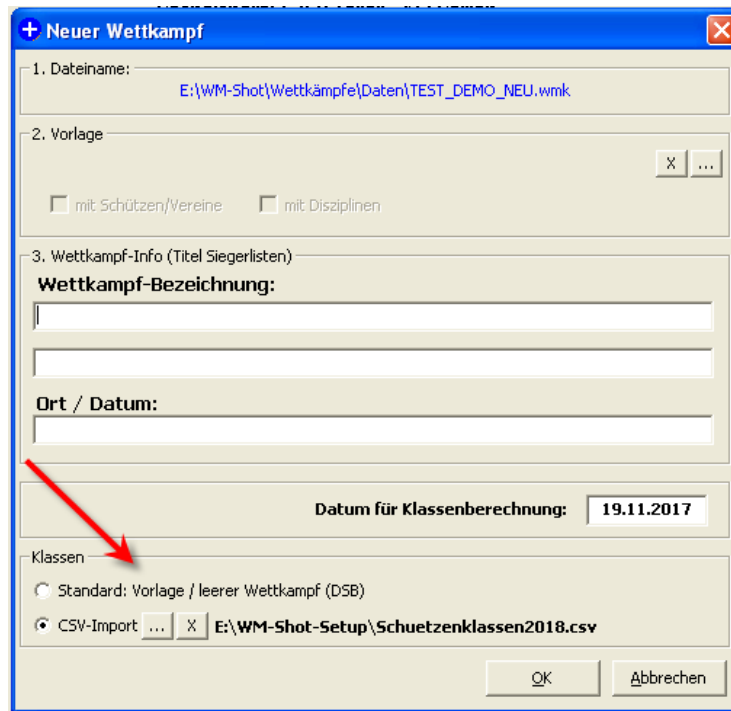 Neuer Wettkampf
1. Dateiname:
E:\WM-Shot\Wettkämpfe\Daten\TEST_DEMO_NEU.wmk
2. Vorlage
X ...
mit Schützen/Vereine mit Disziplinen
3. Wettkampf-Info (Titel Siegerlisten)
Wettkampf-Bezeichnung:
Ort / Datum:
Datum für Klassenberechnung: 19.11.2017
Klassen
Standard: Vorlage / leerer Wettkampf (DSB)
CSV-Import ... X E:\WM-Shot-Setup\Schuetzenklassen2018.csv
OK Abbrechen